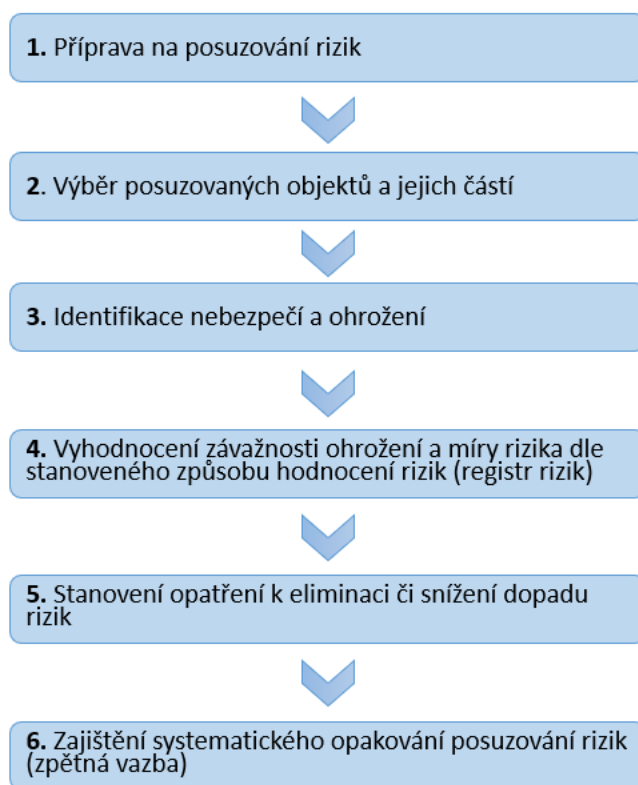 1. Příprava na posuzování rizik
2. Výběr posuzovaných objektů a jejich částí
3. Identifikace nebezpečí a ohrožení
4. Vyhodnocení závažnosti ohrožení a míry rizika dle
stanoveného způsobu hodnocení rizik (registr rizik)
5. Stanovení opatření k eliminaci či snížení dopadu
rizik
6. Zajištění systematického opakování posuzování rizik
(zpětná vazba)